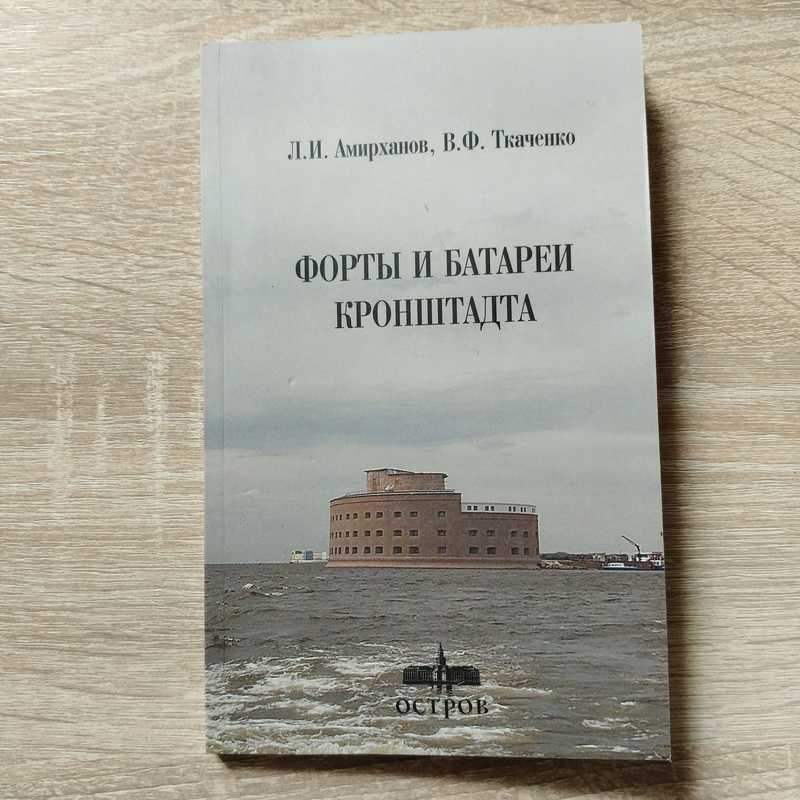 Л.И. Амирханов, В.Ф. Ткаченко
ФОРТЫ И БАТАРЕИ
КРОНШТАДТА
ОСТРОВ